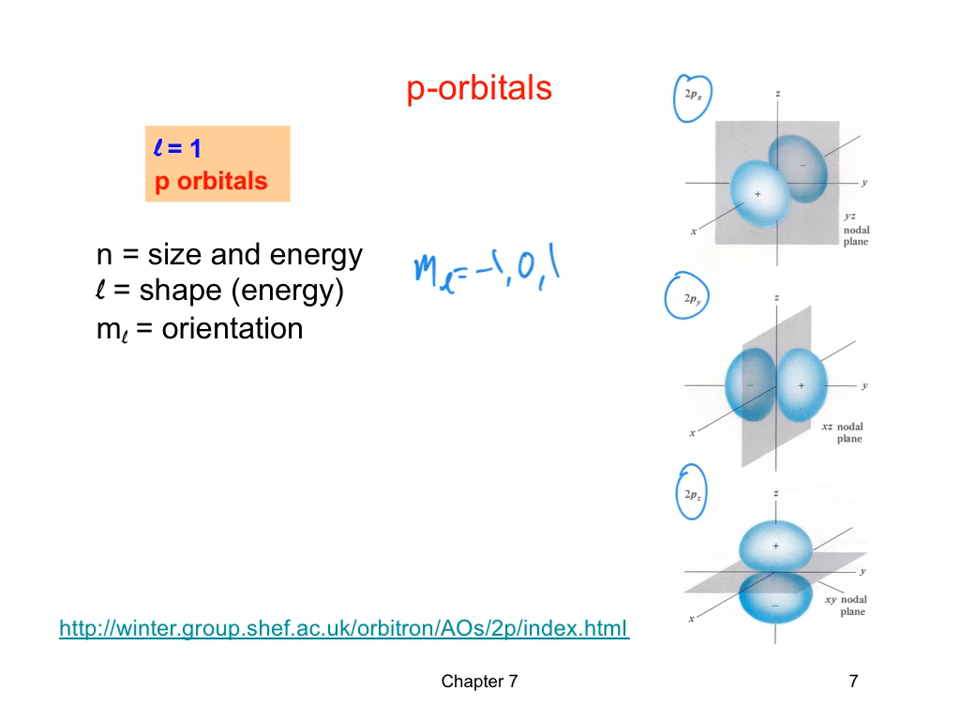 p-orbitals
ℓ = 1
p orbitals
n = size and energy
ℓ = shape (energy)
mℓ = orientation
mℓ = -1, 0, 1
2px
z
+
-
y
x
yz
nodal
plane
2py
z
-
+
y
x
xz nodal
plane
2pz
z
+
y
-
xy nodal
plane
x
http://winter.group.shef.ac.uk/orbitron/AOs/2p/index.html
Chapter 7
7